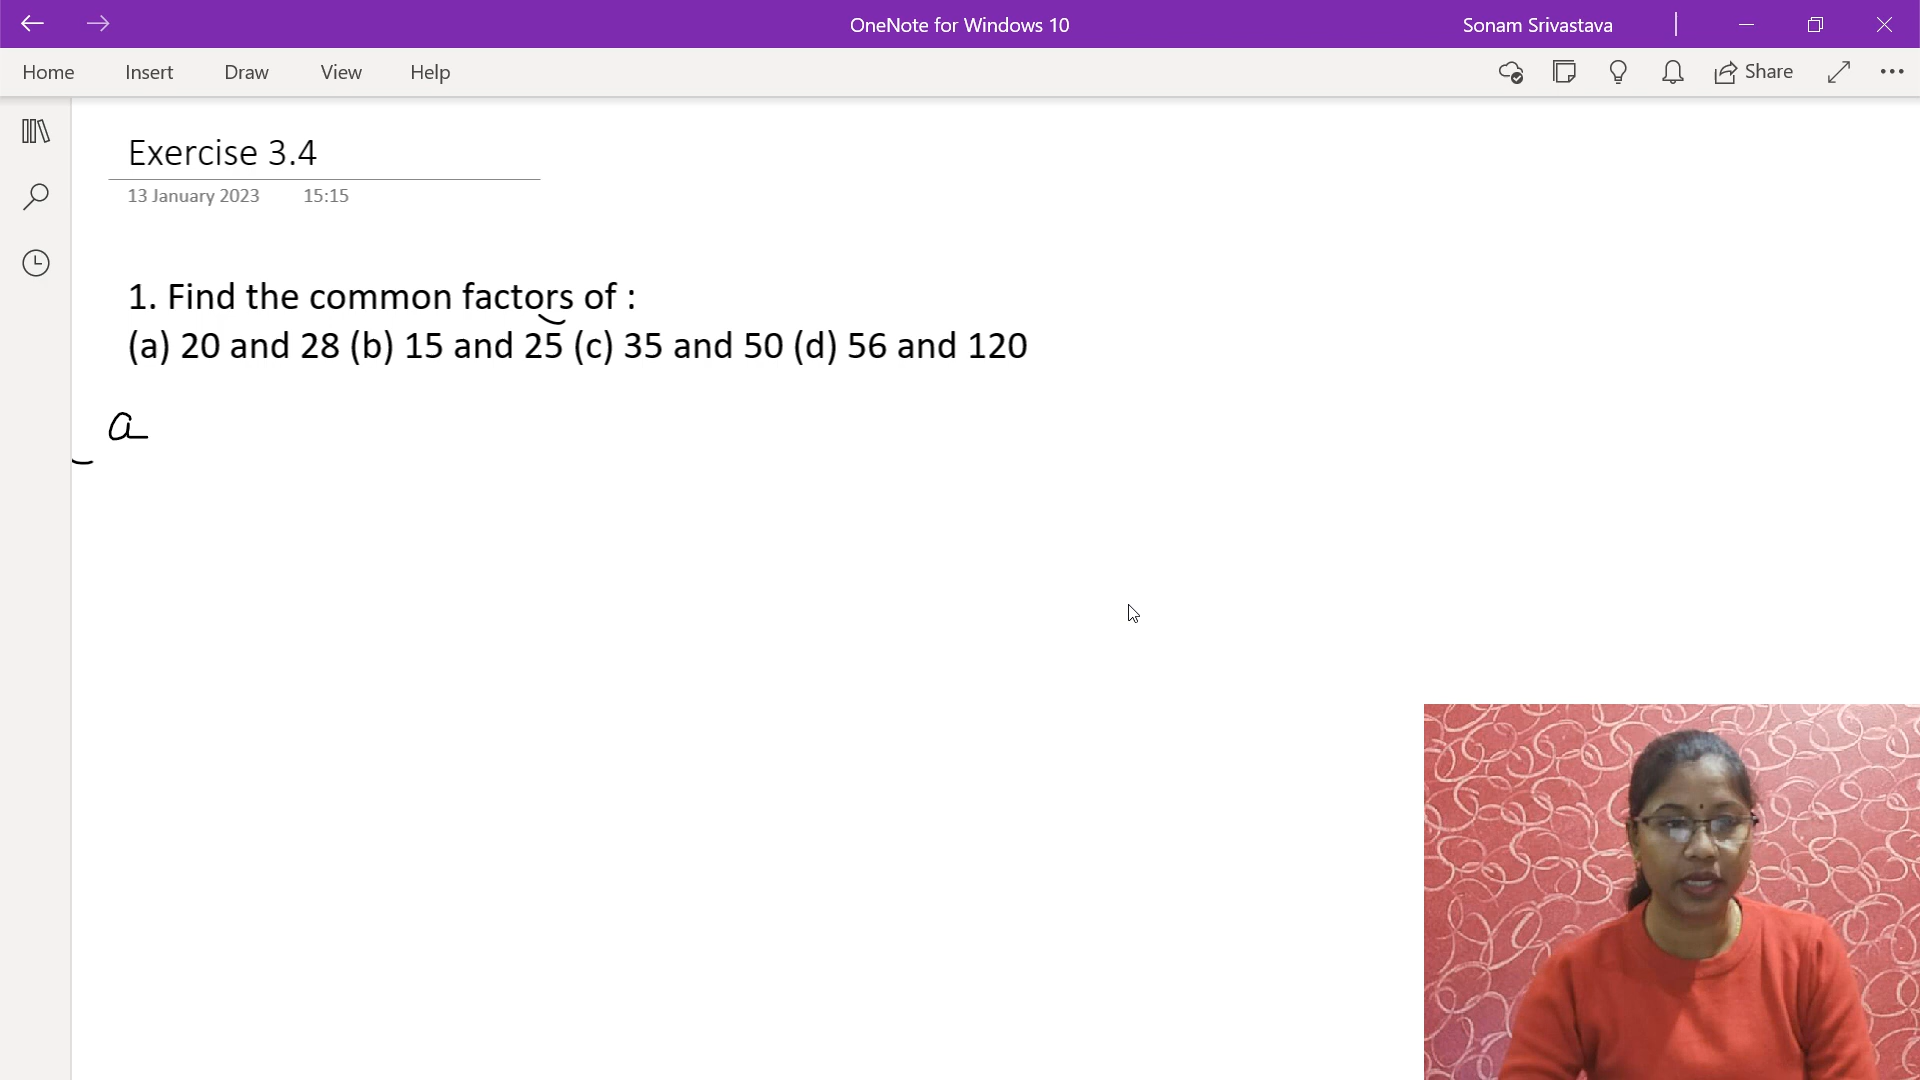 OneNote for Windows 10
Sonam Srivastava
Home Insert Draw View Help
Share
Exercise 3.4
13 January 2023 15:15
1. Find the common factors of :
(a) 20 and 28 (b) 15 and 25 (c) 35 and 50 (d) 56 and 120
a